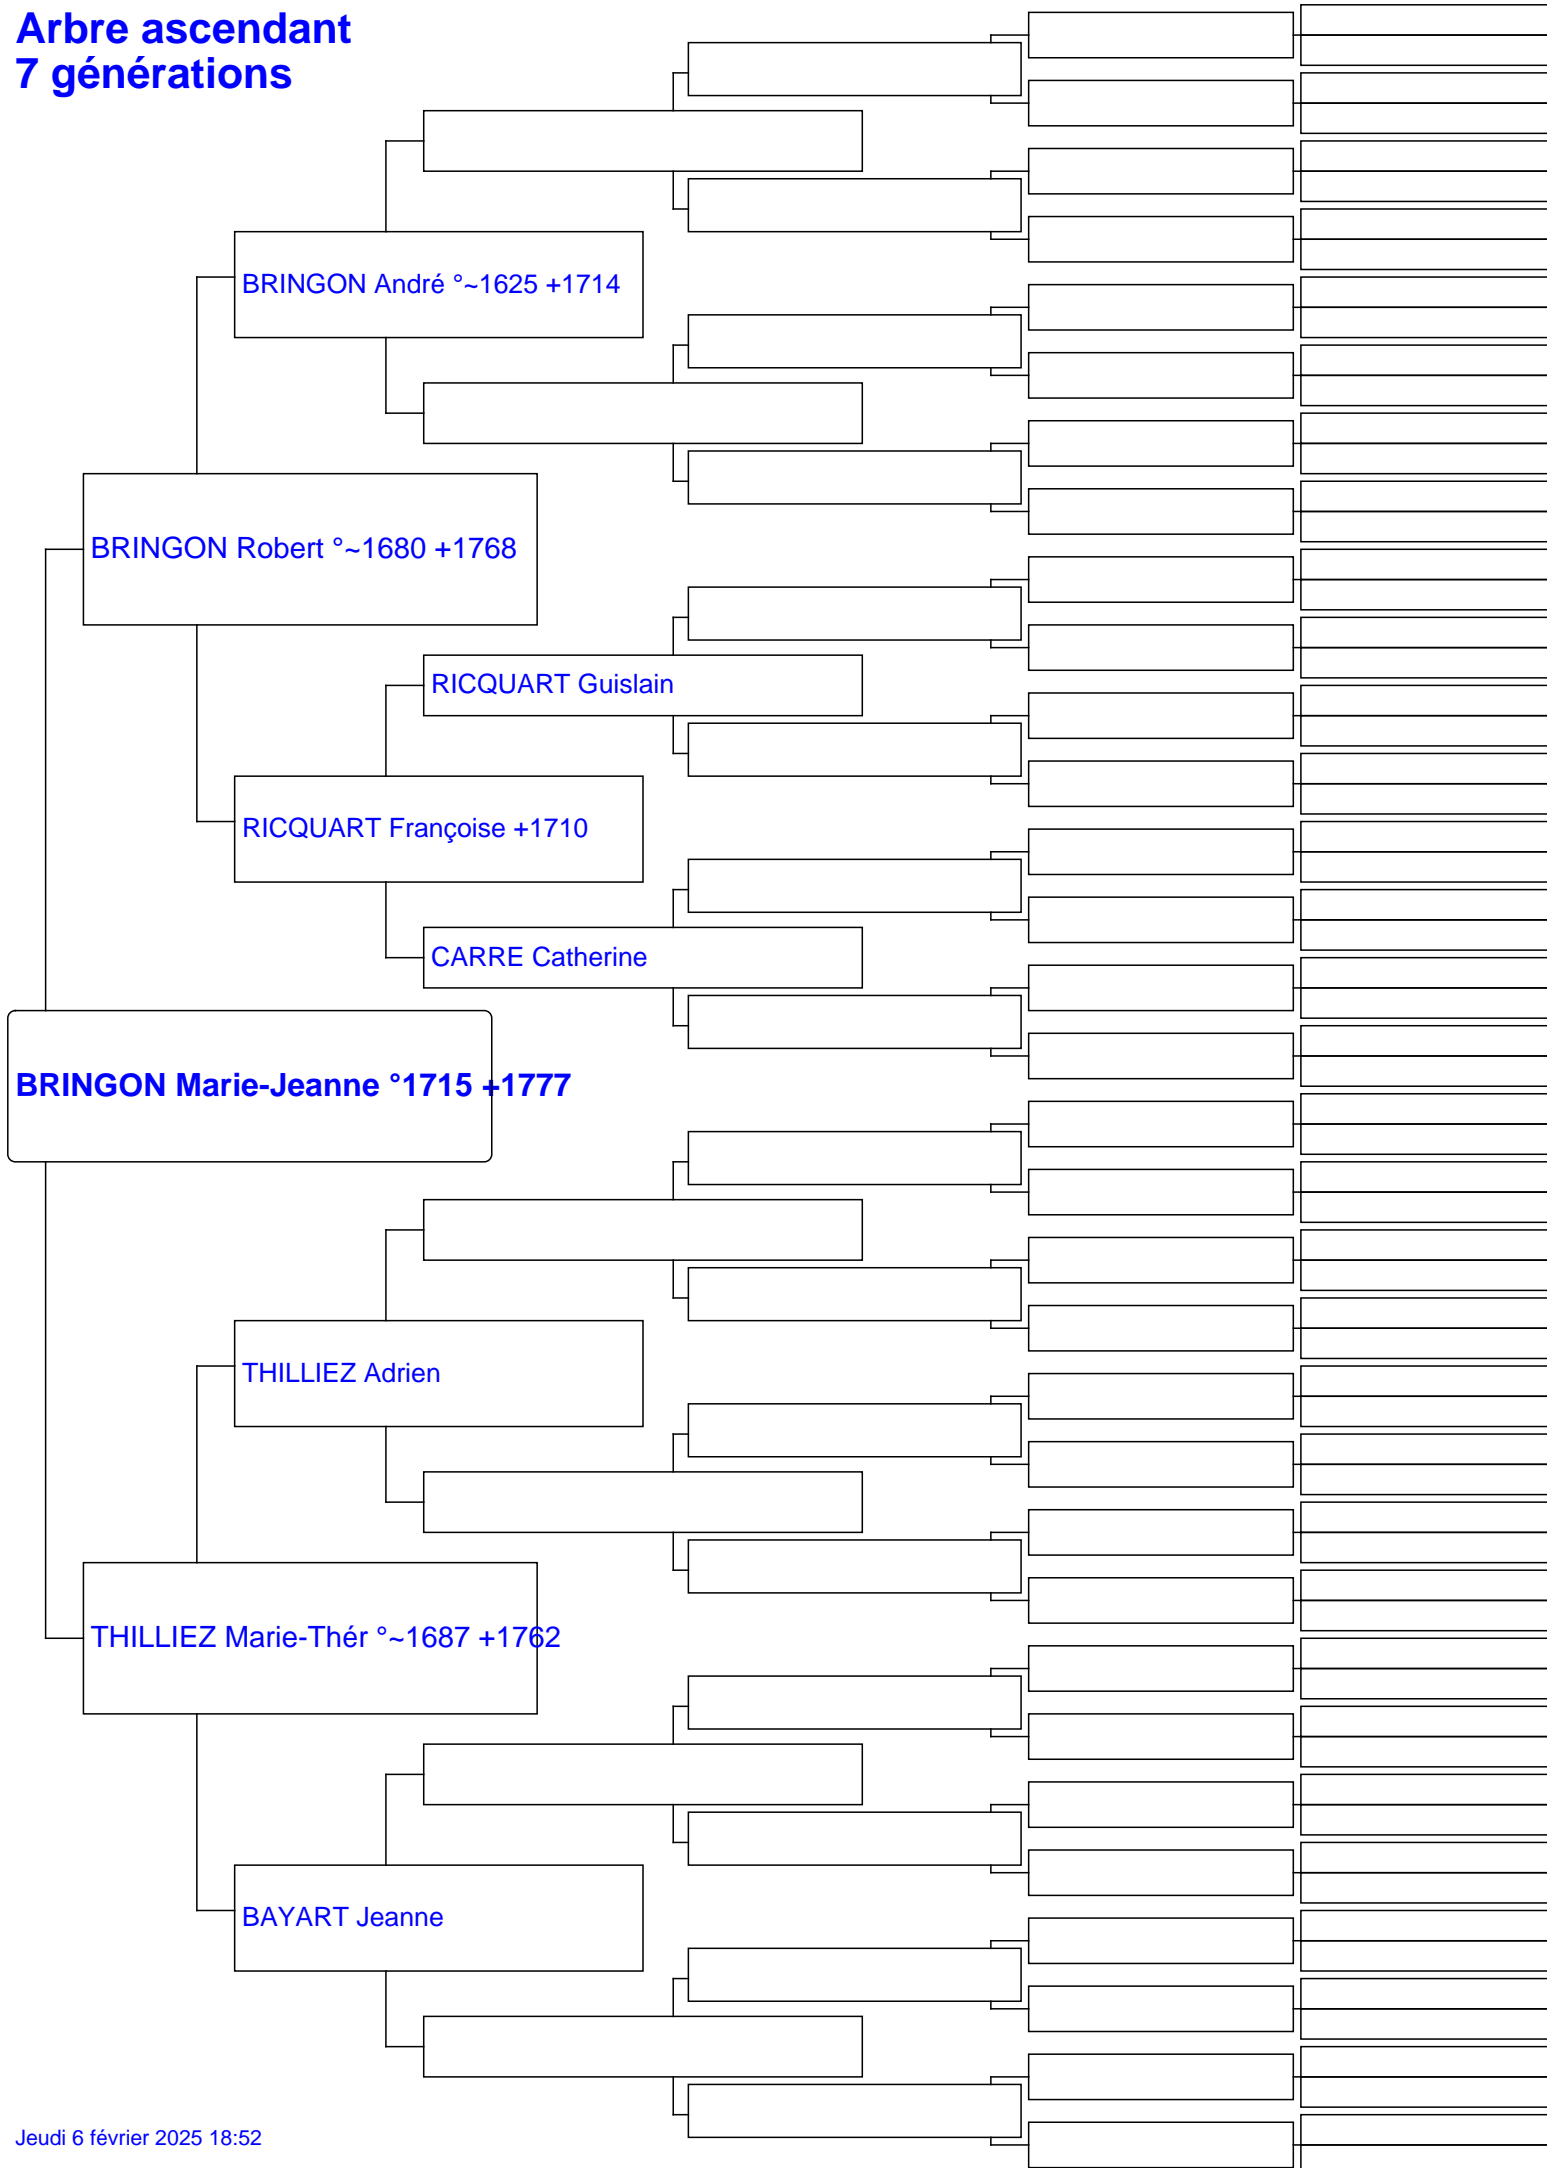 Arbre ascendant
7 générations
BRINGON André °~1625 +1714
BRINGON Robert °~1680 +1768
RICQUART Guislain
RICQUART Françoise +1710
CARRE Catherine
BRINGON Marie-Jeanne °1715 +1777
THILLIEZ Adrien
THILLIEZ Marie-Thér °~1687 +1762
BAYART Jeanne
Jeudi 6 février 2025 18:52